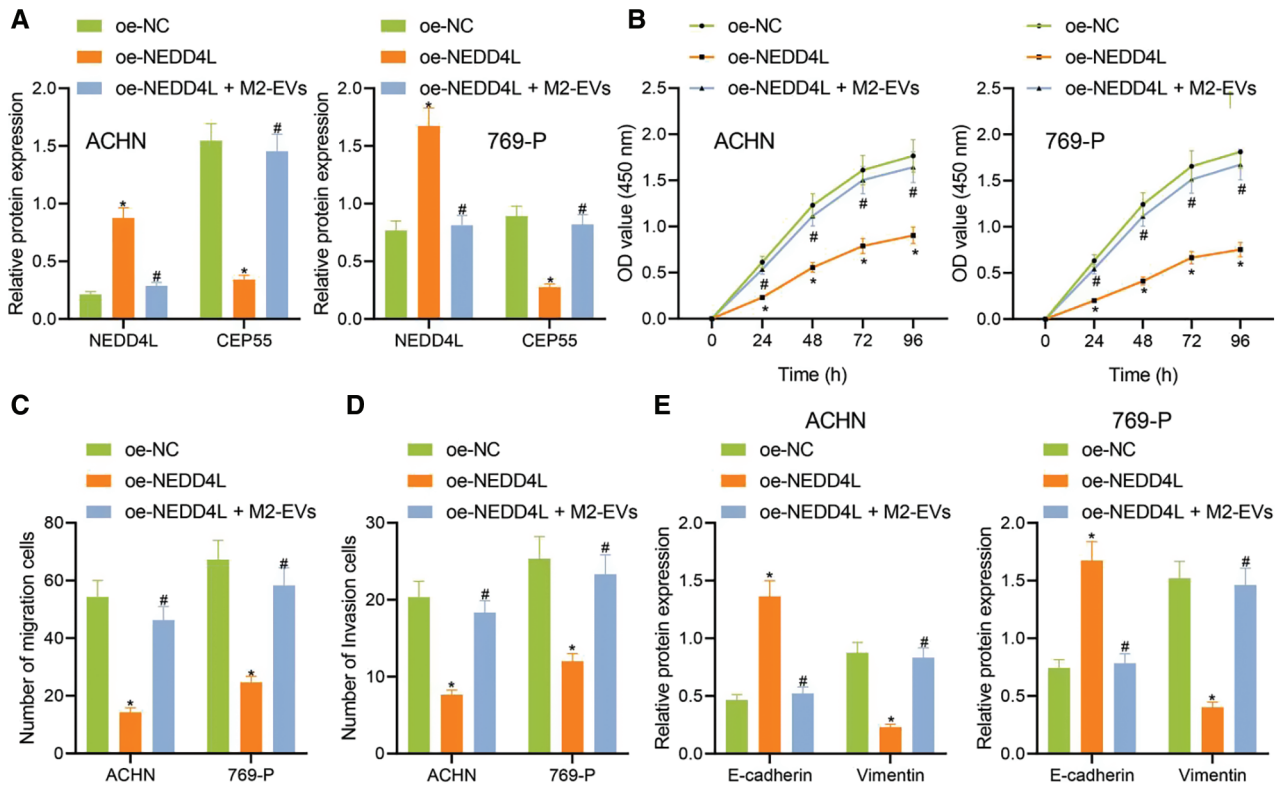 A
oe-NC
oe-NEDD4L
oe-NEDD4L + M2-EVs
Relative protein expression
2.0
1.5
1.0
0.5
0.0
ACHN
*
#
*
#
NEDD4L
CEP55
oe-NC
oe-NEDD4L
oe-NEDD4L + M2-EVs
Relative protein expression
2.0
1.5
1.0
0.5
0.0
769-P
*
#
*
#
NEDD4L
CEP55
B
oe-NC
oe-NEDD4L
oe-NEDD4L + M2-EVs
OD value (450 nm)
2.5
2.0
1.5
1.0
0.5
0.0
ACHN
#
#
#
#
*
*
*
*
0 24 48 72 96
Time (h)
oe-NC
oe-NEDD4L
oe-NEDD4L + M2-EVs
OD value (450 nm)
2.5
2.0
1.5
1.0
0.5
0.0
769-P
#
#
#
#
*
*
*
*
0 24 48 72 96
Time (h)
C
oe-NC
oe-NEDD4L
oe-NEDD4L + M2-EVs
Number of migration cells
80
60
40
20
0
*
#
*
#
ACHN
769-P
D
oe-NC
oe-NEDD4L
oe-NEDD4L + M2-EVs
Number of Invasion cells
30
20
10
0
*
#
*
#
ACHN
769-P
E
ACHN
oe-NC
oe-NEDD4L
oe-NEDD4L + M2-EVs
Relative protein expression
2.0
1.5
1.0
0.5
0.0
*
#
*
#
E-cadherin
Vimentin
769-P
oe-NC
oe-NEDD4L
oe-NEDD4L + M2-EVs
Relative protein expression
2.0
1.5
1.0
0.5
0.0
*
#
*
#
E-cadherin
Vimentin